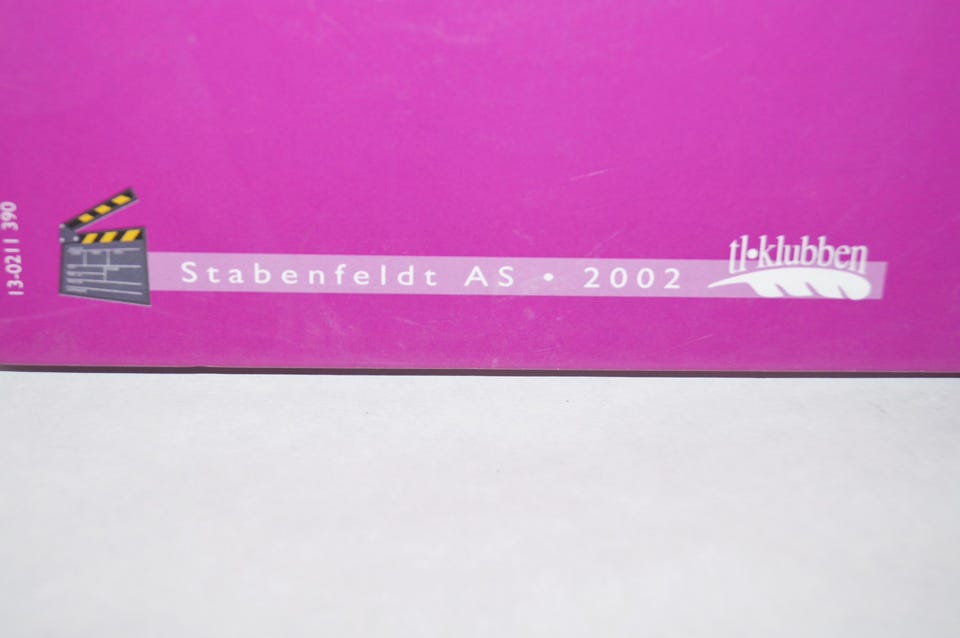 13-0211 390
Stabenfeldt AS • 2002
tl•klubben